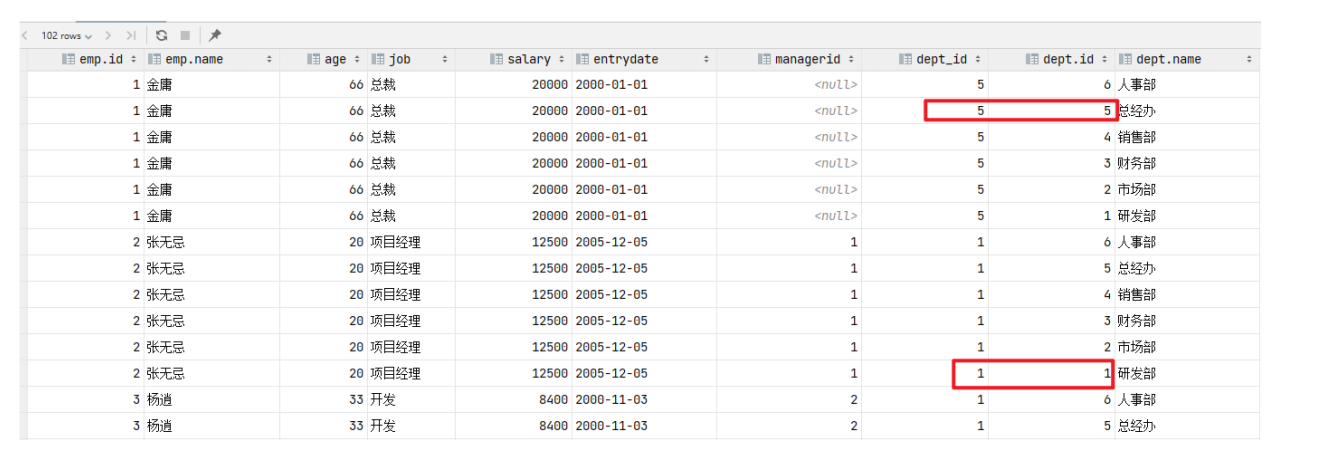 102 rows
emp.id emp.name age job salary entrydate managerid dept_id dept.id dept.name
1 金庸 66 总裁 20000 2000-01-01 <null> 5 6 人事部
1 金庸 66 总裁 20000 2000-01-01 <null> 5 5 总经办
1 金庸 66 总裁 20000 2000-01-01 <null> 5 4 销售部
1 金庸 66 总裁 20000 2000-01-01 <null> 5 3 财务部
1 金庸 66 总裁 20000 2000-01-01 <null> 5 2 市场部
1 金庸 66 总裁 20000 2000-01-01 <null> 5 1 研发部
2 张无忌 20 项目经理 12500 2005-12-05 1 1 6 人事部
2 张无忌 20 项目经理 12500 2005-12-05 1 1 5 总经办
2 张无忌 20 项目经理 12500 2005-12-05 1 1 4 销售部
2 张无忌 20 项目经理 12500 2005-12-05 1 1 3 财务部
2 张无忌 20 项目经理 12500 2005-12-05 1 1 2 市场部
2 张无忌 20 项目经理 12500 2005-12-05 1 1 1 研发部
3 杨逍 33 开发 8400 2000-11-03 2 1 6 人事部
3 杨逍 33 开发 8400 2000-11-03 2 1 5 总经办